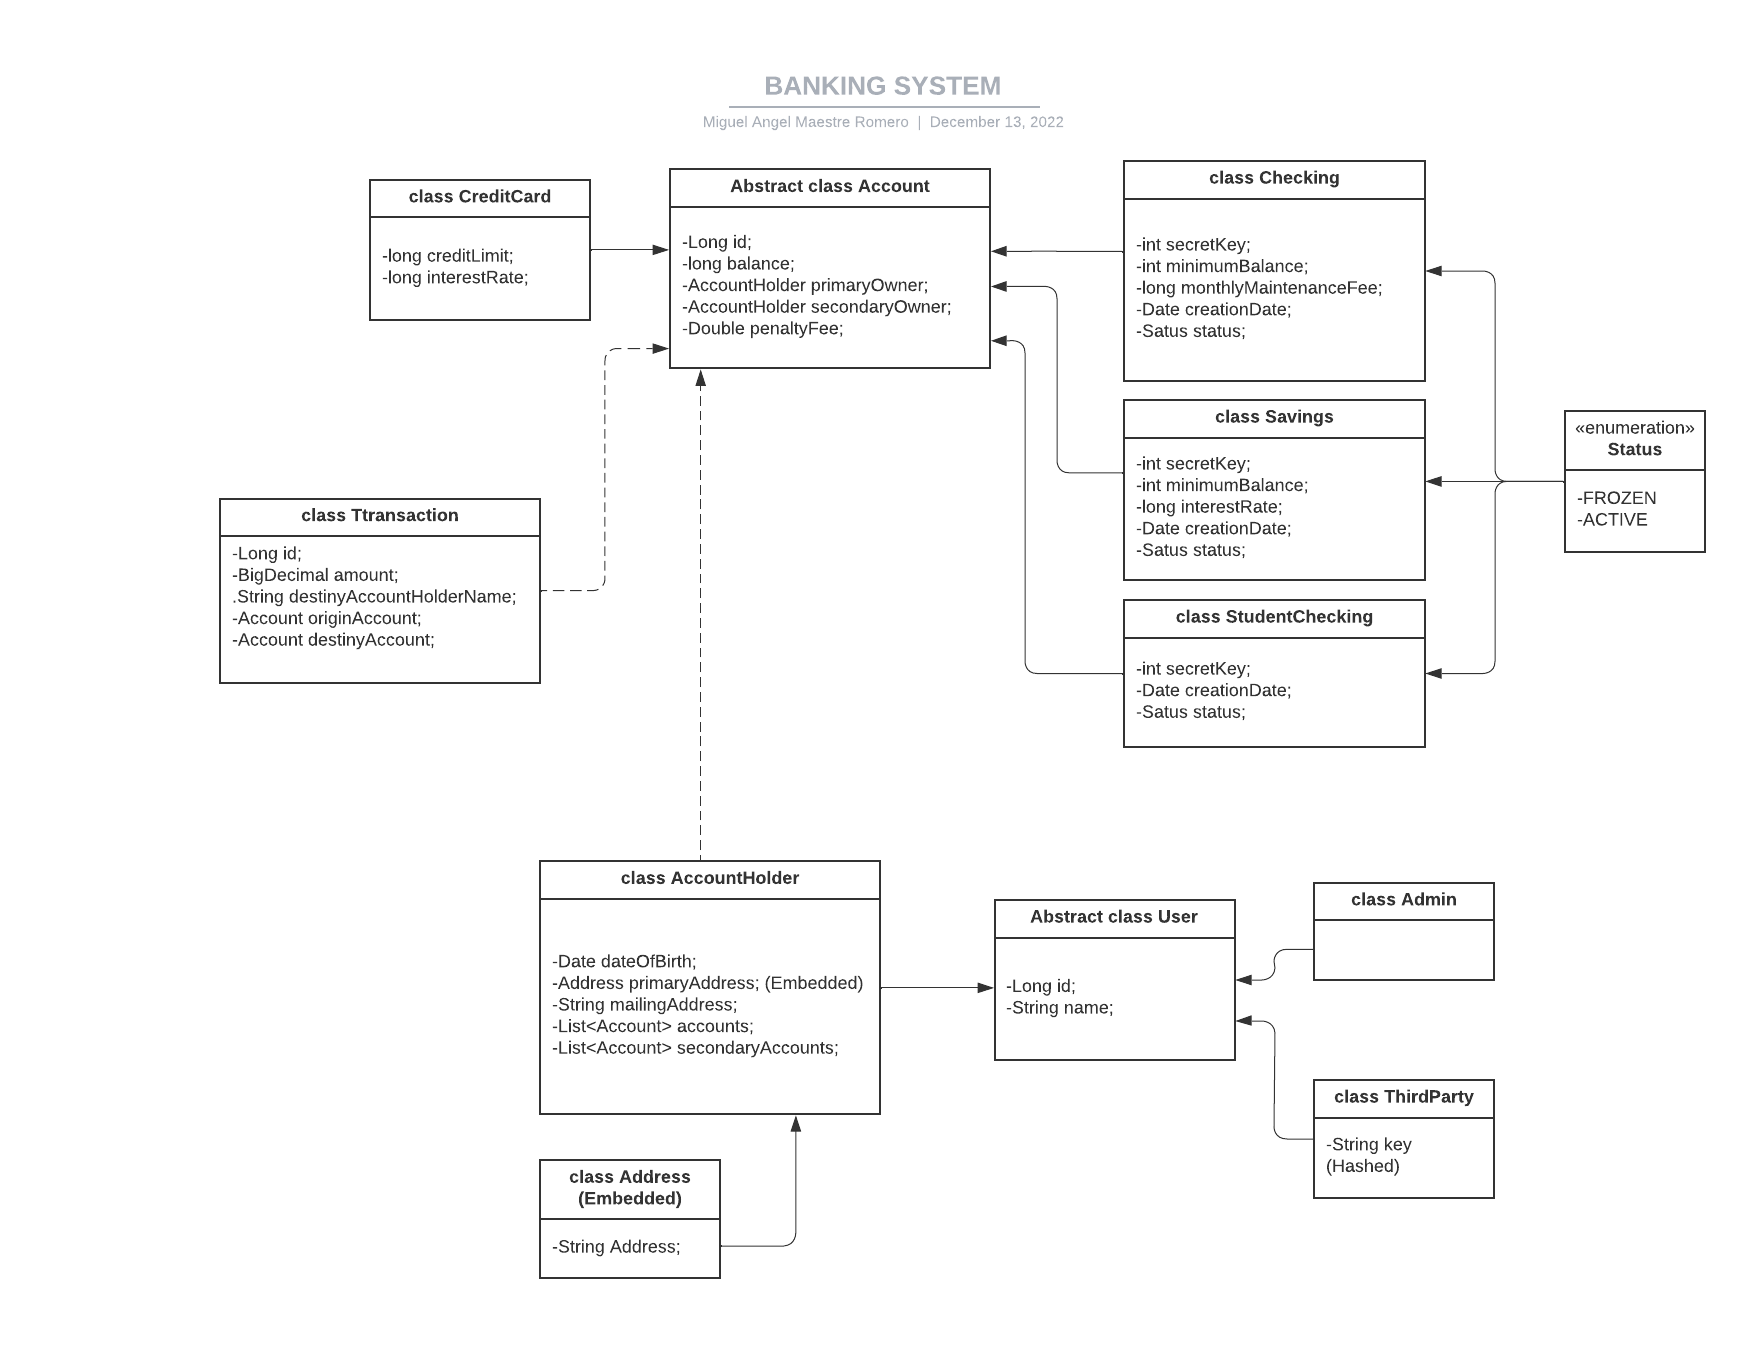 BANKING SYSTEM
Miguel Angel Maestre Romero | December 13, 2022
class CreditCard
-long creditLimit;
-long interestRate;
Abstract class Account
-Long id;
-long balance;
-AccountHolder primaryOwner;
-AccountHolder secondaryOwner;
-Double penaltyFee;
class Checking
-int secretKey;
-int minimumBalance;
-long monthlyMaintenanceFee;
-Date creationDate;
-Satus status;
class Savings
-int secretKey;
-int minimumBalance;
-long interestRate;
-Date creationDate;
-Satus status;
«enumeration»
Status
-FROZEN
-ACTIVE
class Ttransaction
-Long id;
-BigDecimal amount;
.String destinyAccountHolderName;
-Account originAccount;
-Account destinyAccount;
class StudentChecking
-int secretKey;
-Date creationDate;
-Satus status;
class AccountHolder
-Date dateOfBirth;
-Address primaryAddress; (Embedded)
-String mailingAddress;
-List<Account> accounts;
-List<Account> secondaryAccounts;
Abstract class User
-Long id;
-String name;
class Admin
class ThirdParty
-String key
(Hashed)
class Address
(Embedded)
-String Address;